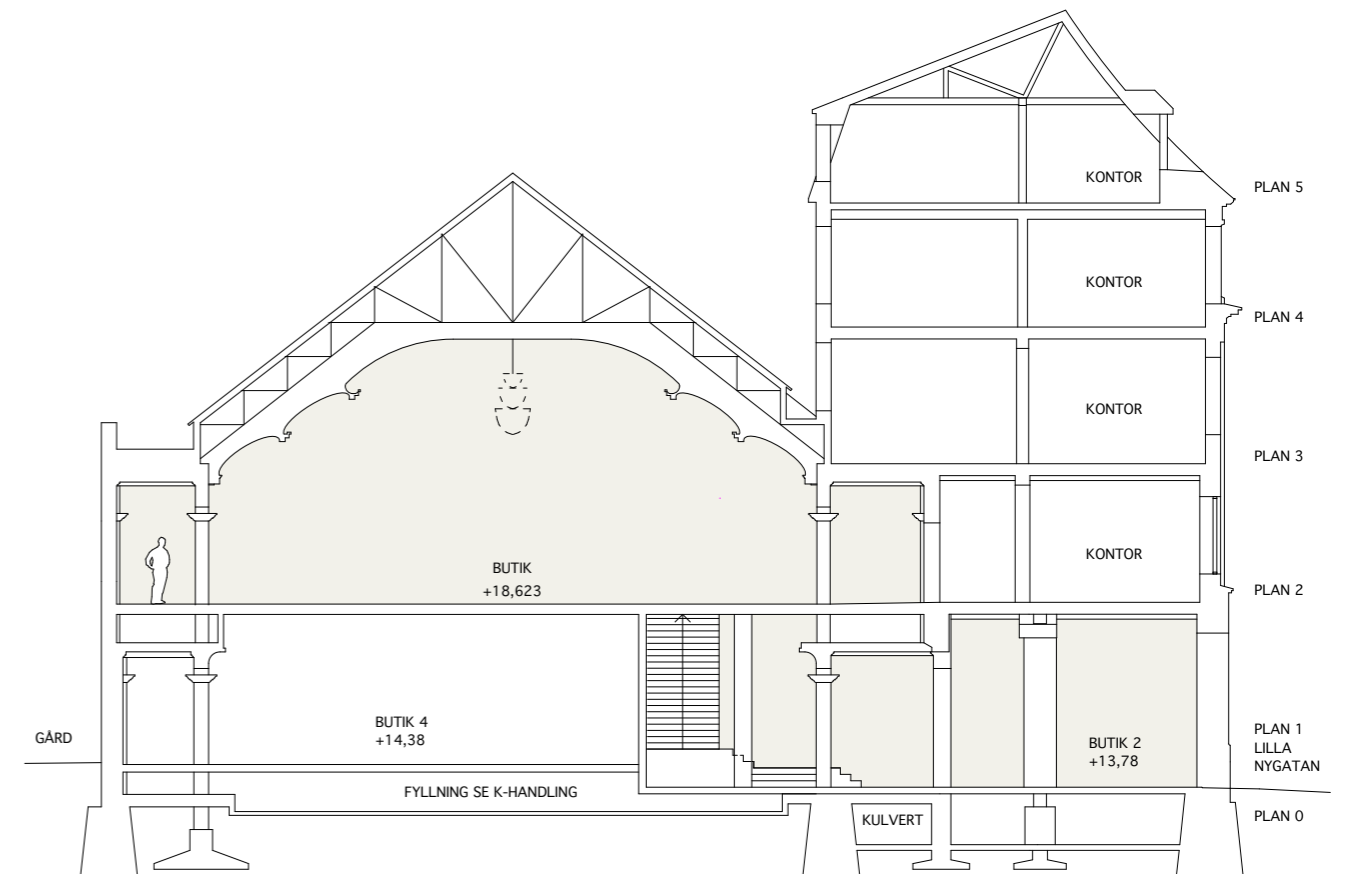 KONTOR
PLAN 5
KONTOR
PLAN 4
KONTOR
PLAN 3
KONTOR
PLAN 2
BUTIK
+18,623
GÅRD
BUTIK 4
+14,38
BUTIK 2
+13,78
PLAN 1
LILLA
NYGATAN
FYLLNING SE K-HANDLING
KULVERT
PLAN 0